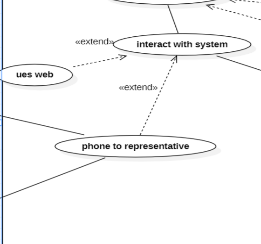 «extend»
interact with system
ues web
«extend»
phone to representative